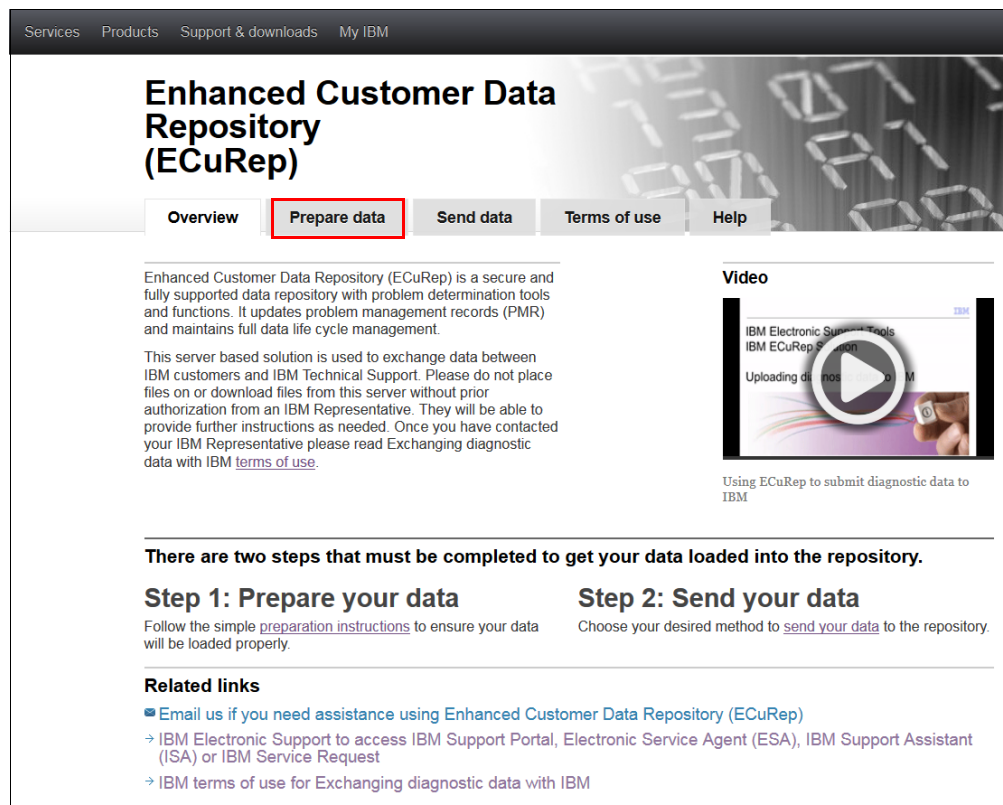 Services Products Support & downloads My IBM
Enhanced Customer Data
Repository
(ECuRep)
Overview Prepare data Send data Terms of use Help
Enhanced Customer Data Repository (ECuRep) is a secure and
fully supported data repository with problem determination tools
and functions. It updates problem management records (PMR)
and maintains full data life cycle management.
This server based solution is used to exchange data between
IBM customers and IBM Technical Support. Please do not place
files on or download files from this server without prior
authorization from an IBM Representative. They will be able to
provide further instructions as needed. Once you have contacted
your IBM Representative please read Exchanging diagnostic
data with IBM terms of use.
Video
IBM
IBM Electronic Support Tools
IBM ECuRep
Uploading
Using ECuRep to submit diagnostic data to
IBM
There are two steps that must be completed to get your data loaded into the repository.
Step 1: Prepare your data
Follow the simple preparation instructions to ensure your data
will be loaded properly.
Step 2: Send your data
Choose your desired method to send your data to the repository.
Related links
Email us if you need assistance using Enhanced Customer Data Repository (ECuRep)
IBM Electronic Support to access IBM Support Portal, Electronic Service Agent (ESA), IBM Support Assistant
(ISA) or IBM Service Request
IBM terms of use for Exchanging diagnostic data with IBM